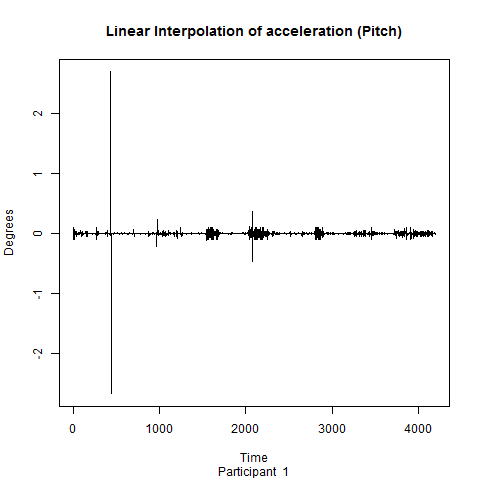 Linear Interpolation of acceleration (Pitch)
2
1
0
-1
-2
Degrees
0 1000 2000 3000 4000
Time
Participant 1